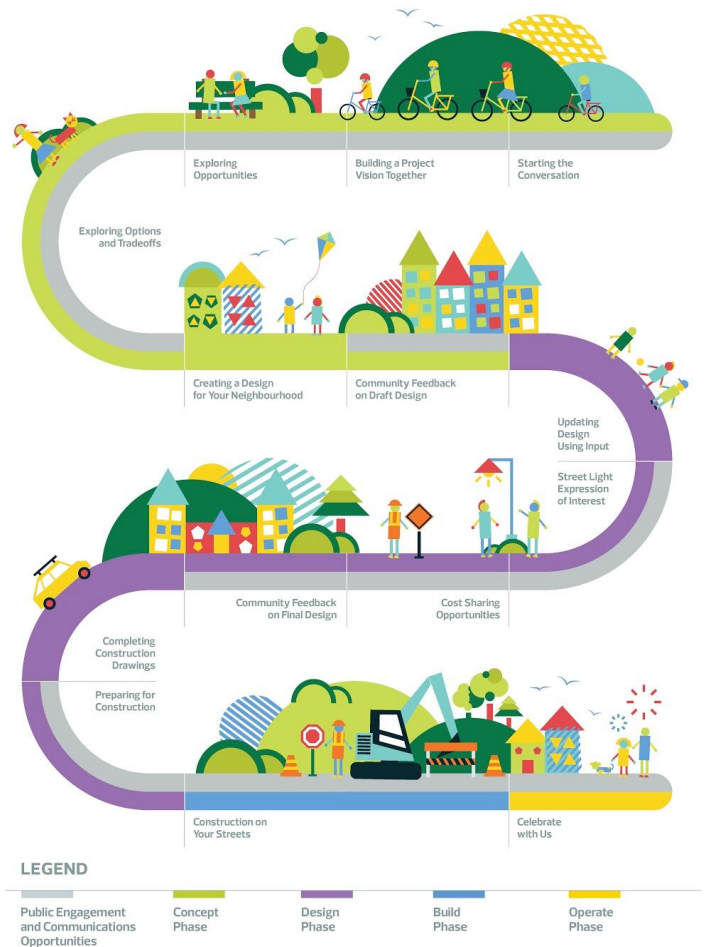 Exploring
Opportunities
Building a Project
Vision Together
Starting the
Conversation
Exploring Options
and Tradeoffs
Creating a Design
for Your Neighbourhood
Community Feedback
on Draft Design
Updating
Design
Using Input
Street Light
Expression
of Interest
Community Feedback
on Final Design
Cost Sharing
Opportunities
Completing
Construction
Drawings
Preparing for
Construction
Construction on
Your Streets
Celebrate
with Us
LEGEND
Public Engagement
and Communications
Opportunities
Concept
Phase
Design
Phase
Build
Phase
Operate
Phase